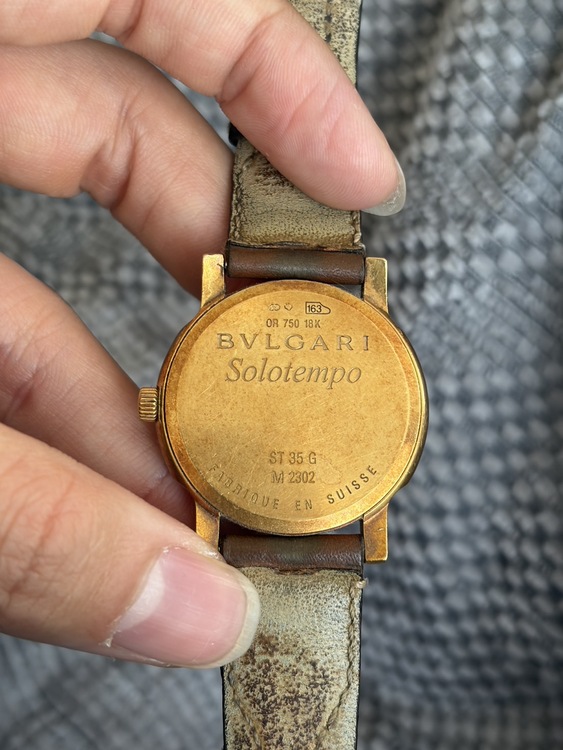 163
OR 750 18K
BVLGARI
Solotempo
ST 35 G
M 2302
FABRIQUE EN SUISSE